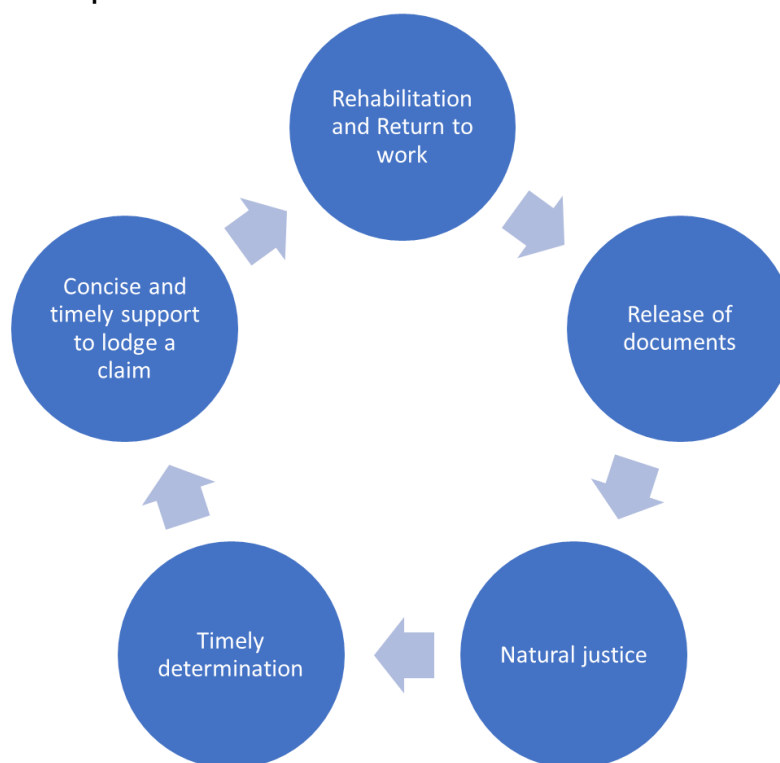 Rehabilitation
and Return to
work
Release of
documents
Natural justice
Timely
determination
Concise and
timely support
to lodge a
claim